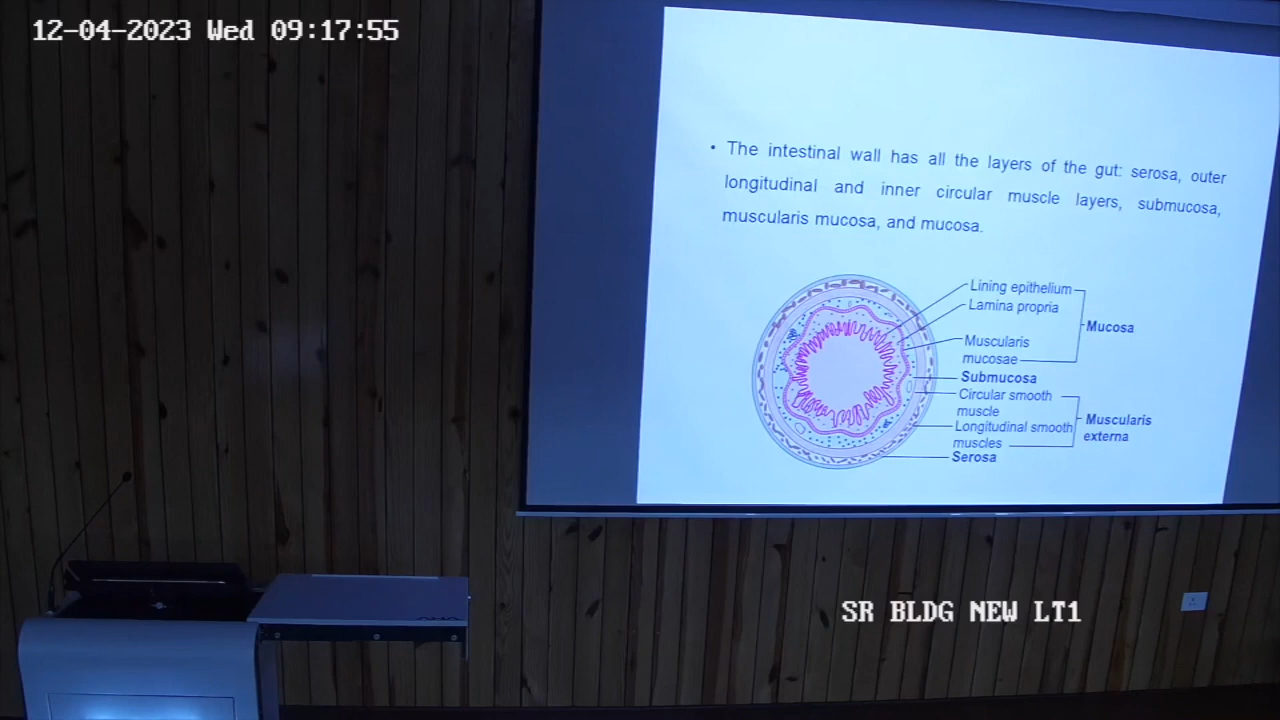 12-04-2023 Wed 09:17:55
• The intestinal wall has all the layers of the gut: serosa, outer
longitudinal and inner circular muscle layers, submucosa,
muscularis mucosa, and mucosa.
Lining epithelium
Lamina propria
Mucosa
Muscularis
mucosae
Submucosa
Circular smooth
muscle
Longitudinal smooth
muscles
Muscularis
externa
Serosa
SR BLDG NEW LT1